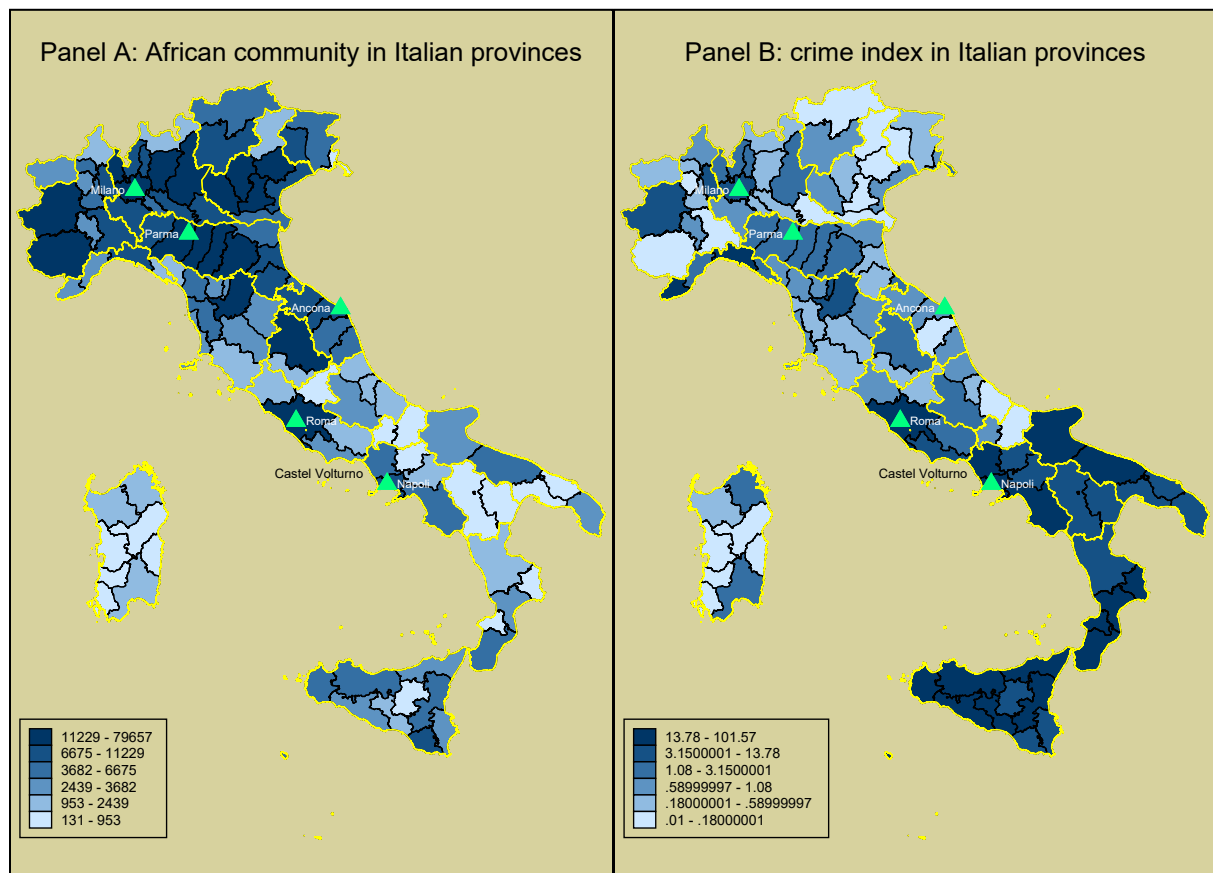 Panel A: African community in Italian provinces
Milano
Parma
Ancona
Roma
Castel Volturno
Napoli
11229 - 79657
6675 - 11229
3682 - 6675
2439 - 3682
953 - 2439
131 - 953
Panel B: crime index in Italian provinces
Milano
Parma
Ancona
Roma
Castel Volturno
Napoli
13.78 - 101.57
3.1500001 - 13.78
1.08 - 3.1500001
.58999997 - 1.08
.18000001 - .58999997
.01 - .18000001